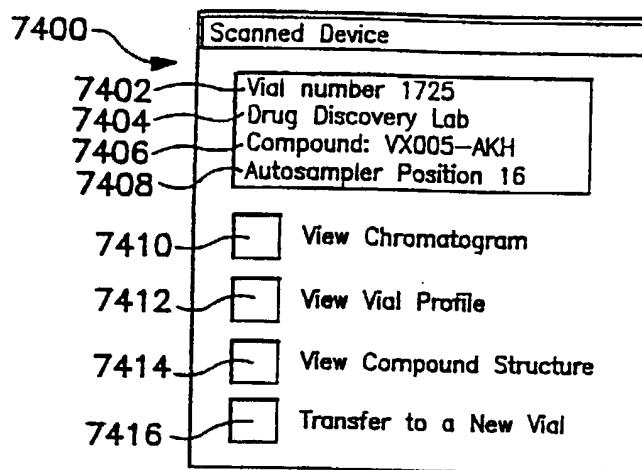 7400
Scanned Device
7402 Vial number 1725
7404 Drug Discovery Lab
7406 Compound: VX005-AKH
7408 Autosampler Position 16
7410 View Chromatogram
7412 View Vial Profile
7414 View Compound Structure
7416 Transfer to a New Vial